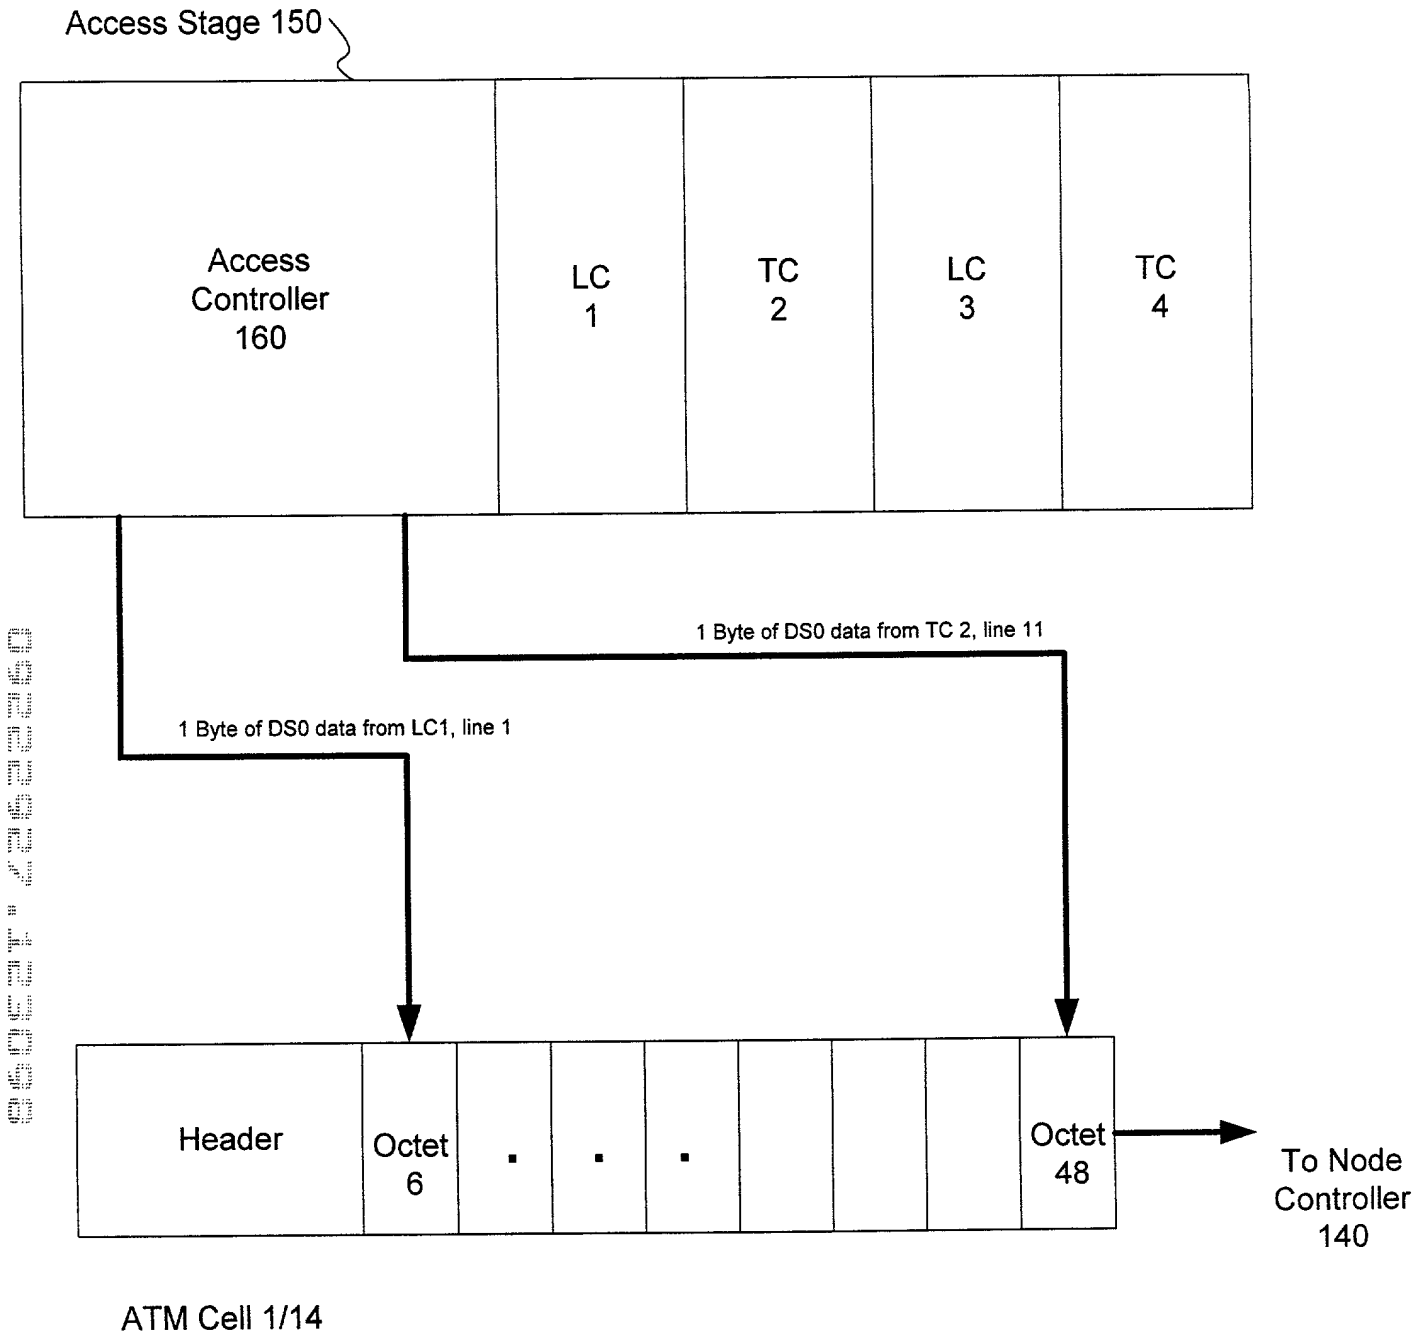 Access Stage 150
Access
Controller
160
LC
1
TC
2
LC
3
TC
4
1 Byte of DS0 data from TC 2, line 11
1 Byte of DS0 data from LC1, line 1
Header
Octet
6
. . .
Octet
48
To Node
Controller
140
ATM Cell 1/14